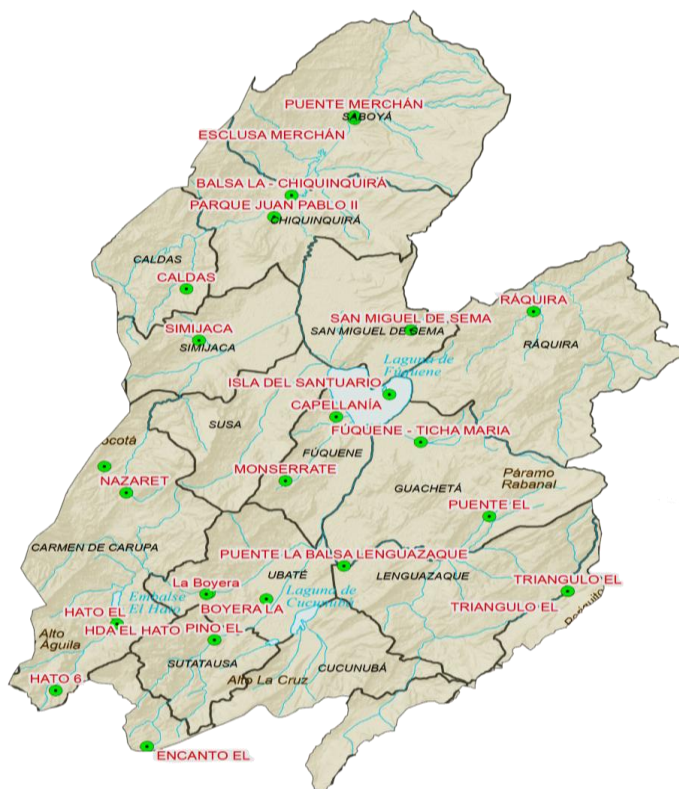 PUENTE MERCHÁN
SABOYÁ
ESCLUSA MERCHÁN
BALSA LA - CHIQUINQUIRÁ
PARQUE JUAN PABLO II
CHIQUINQUIRÁ
CALDAS
CALDAS
RÁQUIRA
SAN MIGUEL DE SEMA
SAN MIGUEL DE SEMA
SIMIJACA
SIMIJACA
RÁQUIRA
Laguna de
Fúquene
ISLA DEL SANTUARIO
CAPELLANÍA
SUSA
FÚQUENE - TICHA MARIA
FÚQUENE
ocotá
MONSERRATE
NAZARET
Páramo
Rabanal
GUACHETÁ
PUENTE EL
CARMEN DE CARUPA
PUENTE LA BALSA LENGUAZAQUE
UBATÉ
LENGUAZAQUE
La Boyera
Embalse
El Hato
Laguna de
Cucunubá
TRIANGULO EL
BOYERA LA
TRIANGULO EL
HATO EL
HDA EL HATO
PINO EL
Alto
Águila
SUTATAUSA
CUCUNUBÁ
Alto La Cruz
HATO 6
ENCANTO EL